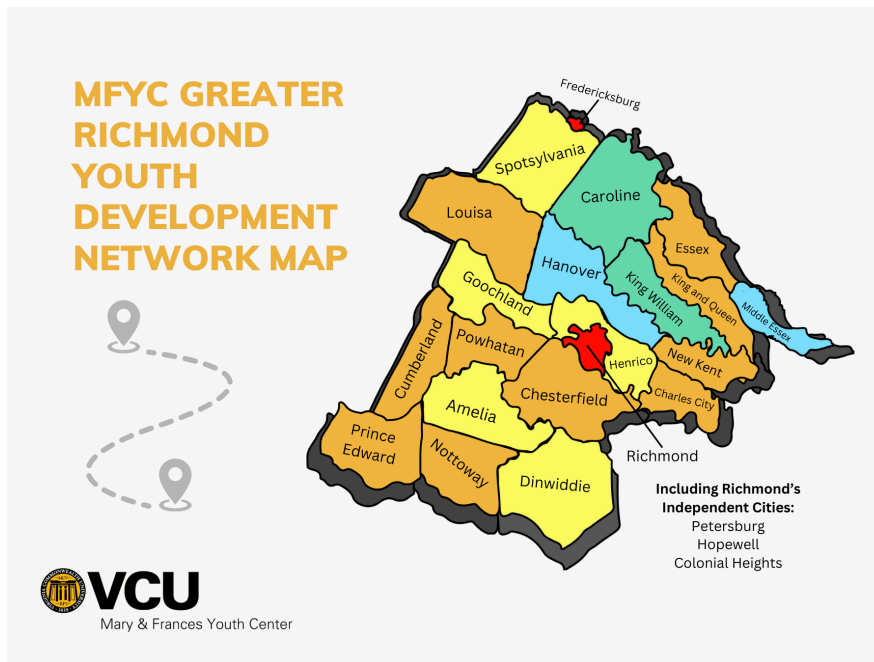 MFYC GREATER
RICHMOND
YOUTH
DEVELOPMENT
NETWORK MAP
Fredericksburg
Spotsylvania
Caroline
Louisa
Essex
Hanover
King and Queen
King William
Goochland
Middle Essex
Cumberland
Powhatan
Henrico
New Kent
Chesterfield
Charles City
Amelia
Prince
Edward
Nottoway
Richmond
Dinwiddie
Including Richmond's
Independent Cities:
Petersburg
Hopewell
Colonial Heights
VCU
Mary & Frances Youth Center